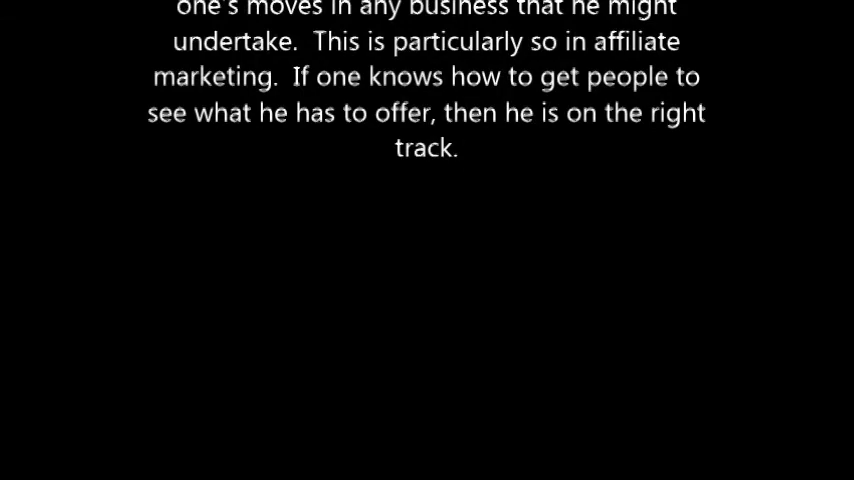 one's moves in any business that he might
undertake.  This is particularly so in affiliate
marketing.  If one knows how to get people to
see what he has to offer, then he is on the right
track.